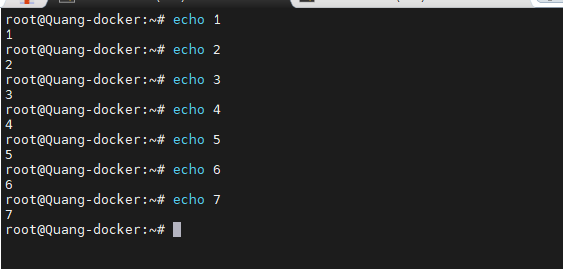 root@Quang-docker:~# echo 1
1
root@Quang-docker:~# echo 2
2
root@Quang-docker:~# echo 3
3
root@Quang-docker:~# echo 4
4
root@Quang-docker:~# echo 5
5
root@Quang-docker:~# echo 6
6
root@Quang-docker:~# echo 7
7
root@Quang-docker:~#